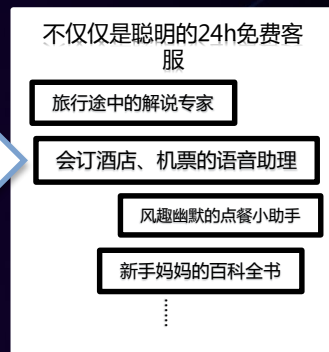 不仅仅是聪明的24h免费客
服
旅行途中的解说专家
会订酒店、机票的语音助理
风趣幽默的点餐小助手
新手妈妈的百科全书
……